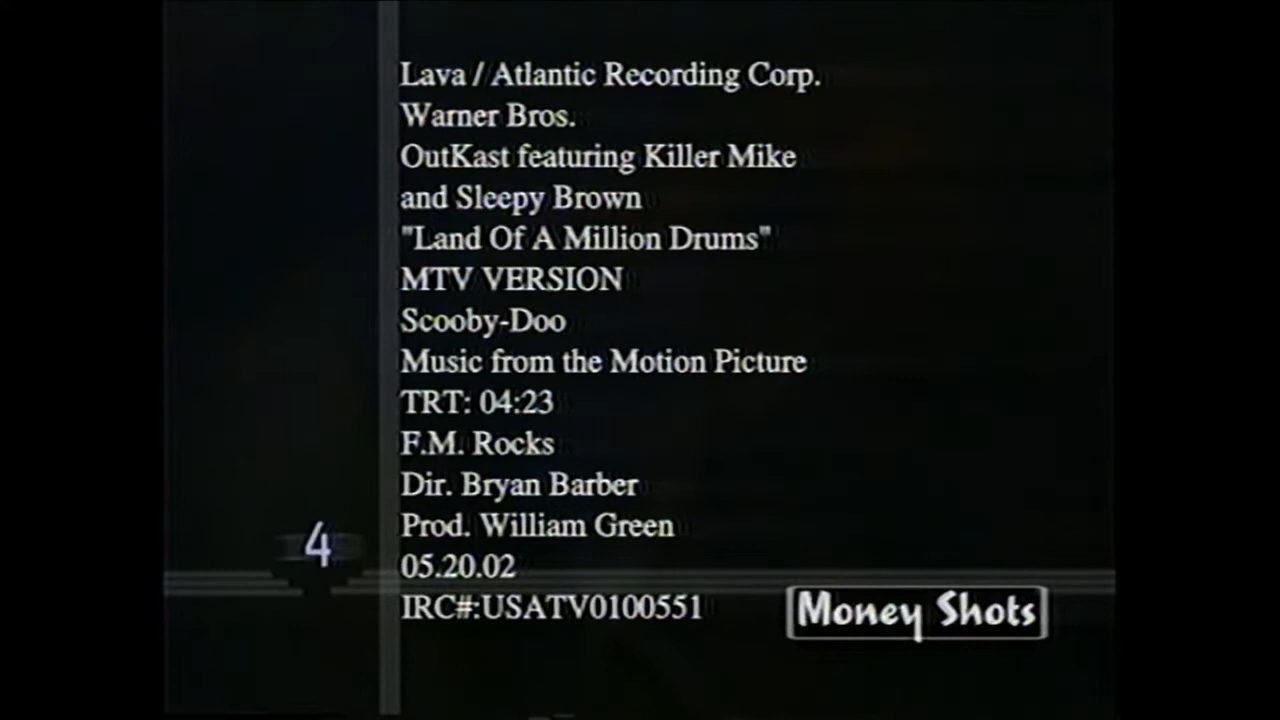 Lava / Atlantic Recording Corp.
Warner Bros.
OutKast featuring Killer Mike
and Sleepy Brown
"Land Of A Million Drums"
MTV VERSION
Scooby-Doo
Music from the Motion Picture
TRT: 04:23
F.M. Rocks
Dir. Bryan Barber
Prod. William Green
4
05.20.02
IRC#:USATV0100551
Money Shots